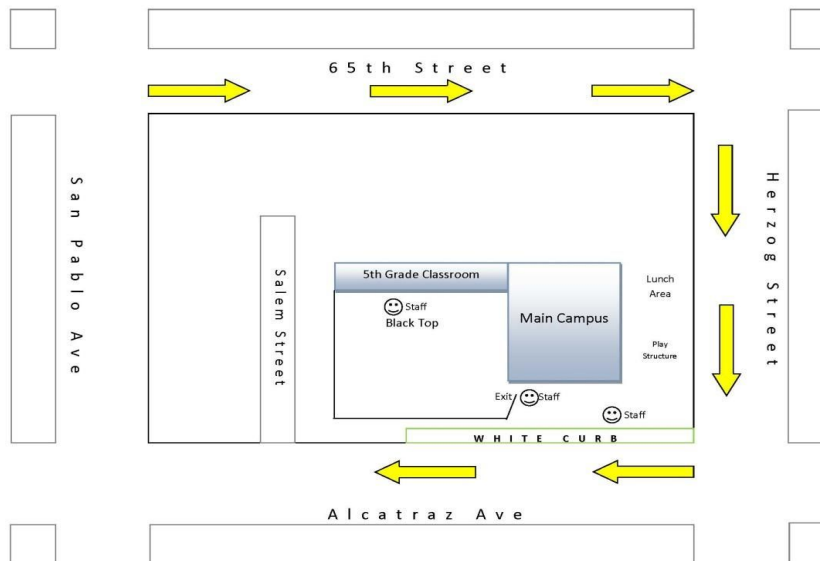 65th Street
San Pablo Ave
Herzog Street
Salem Street
5th Grade Classroom
Staff
Black Top
Main Campus
Lunch
Area
Play
Structure
Exit
Staff
Staff
WHITE CURB
Alcatraz Ave